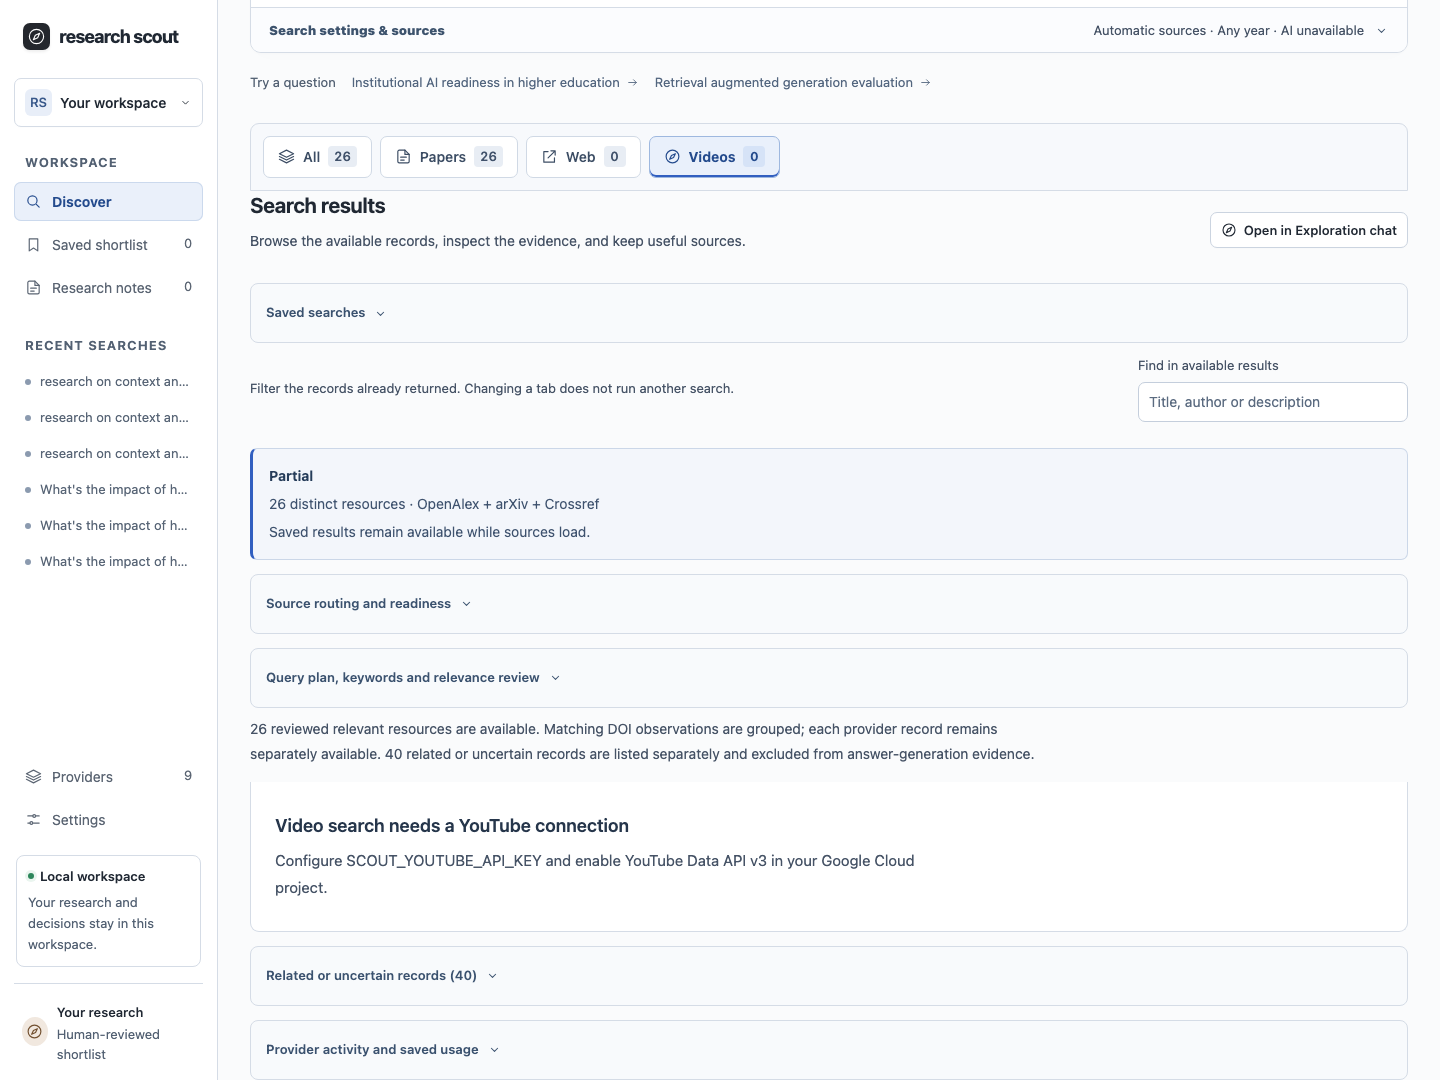 research scout
RS Your workspace
WORKSPACE
Discover
Saved shortlist 0
Research notes 0
RECENT SEARCHES
research on context an...
research on context an...
research on context an...
What's the impact of h...
What's the impact of h...
What's the impact of h...
Providers 9
Settings
Local workspace
Your research and
decisions stay in this
workspace.
Your research
Human-reviewed
shortlist
Search settings & sources Automatic sources · Any year · AI unavailable
Try a question Institutional AI readiness in higher education → Retrieval augmented generation evaluation →
All 26 Papers 26 Web 0 Videos 0
Search results
Browse the available records, inspect the evidence, and keep useful sources.
Open in Exploration chat
Saved searches
Find in available results
Filter the records already returned. Changing a tab does not run another search.
Title, author or description
Partial
26 distinct resources · OpenAlex + arXiv + Crossref
Saved results remain available while sources load.
Source routing and readiness
Query plan, keywords and relevance review
26 reviewed relevant resources are available. Matching DOI observations are grouped; each provider record remains
separately available. 40 related or uncertain records are listed separately and excluded from answer-generation evidence.
Video search needs a YouTube connection
Configure SCOUT_YOUTUBE_API_KEY and enable YouTube Data API v3 in your Google Cloud
project.
Related or uncertain records (40)
Provider activity and saved usage